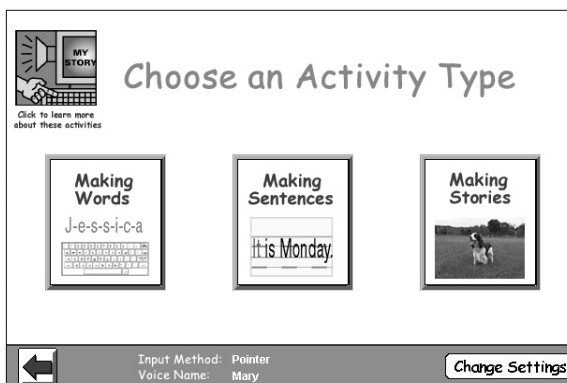 MY
STORY
Choose an Activity Type
Click to learn more
about these activities
Making
Words
J-e-s-s-i-c-a
Making
Sentences
It is Monday.
Making
Stories
Input Method: Pointer
Voice Name: Mary
Change Settings